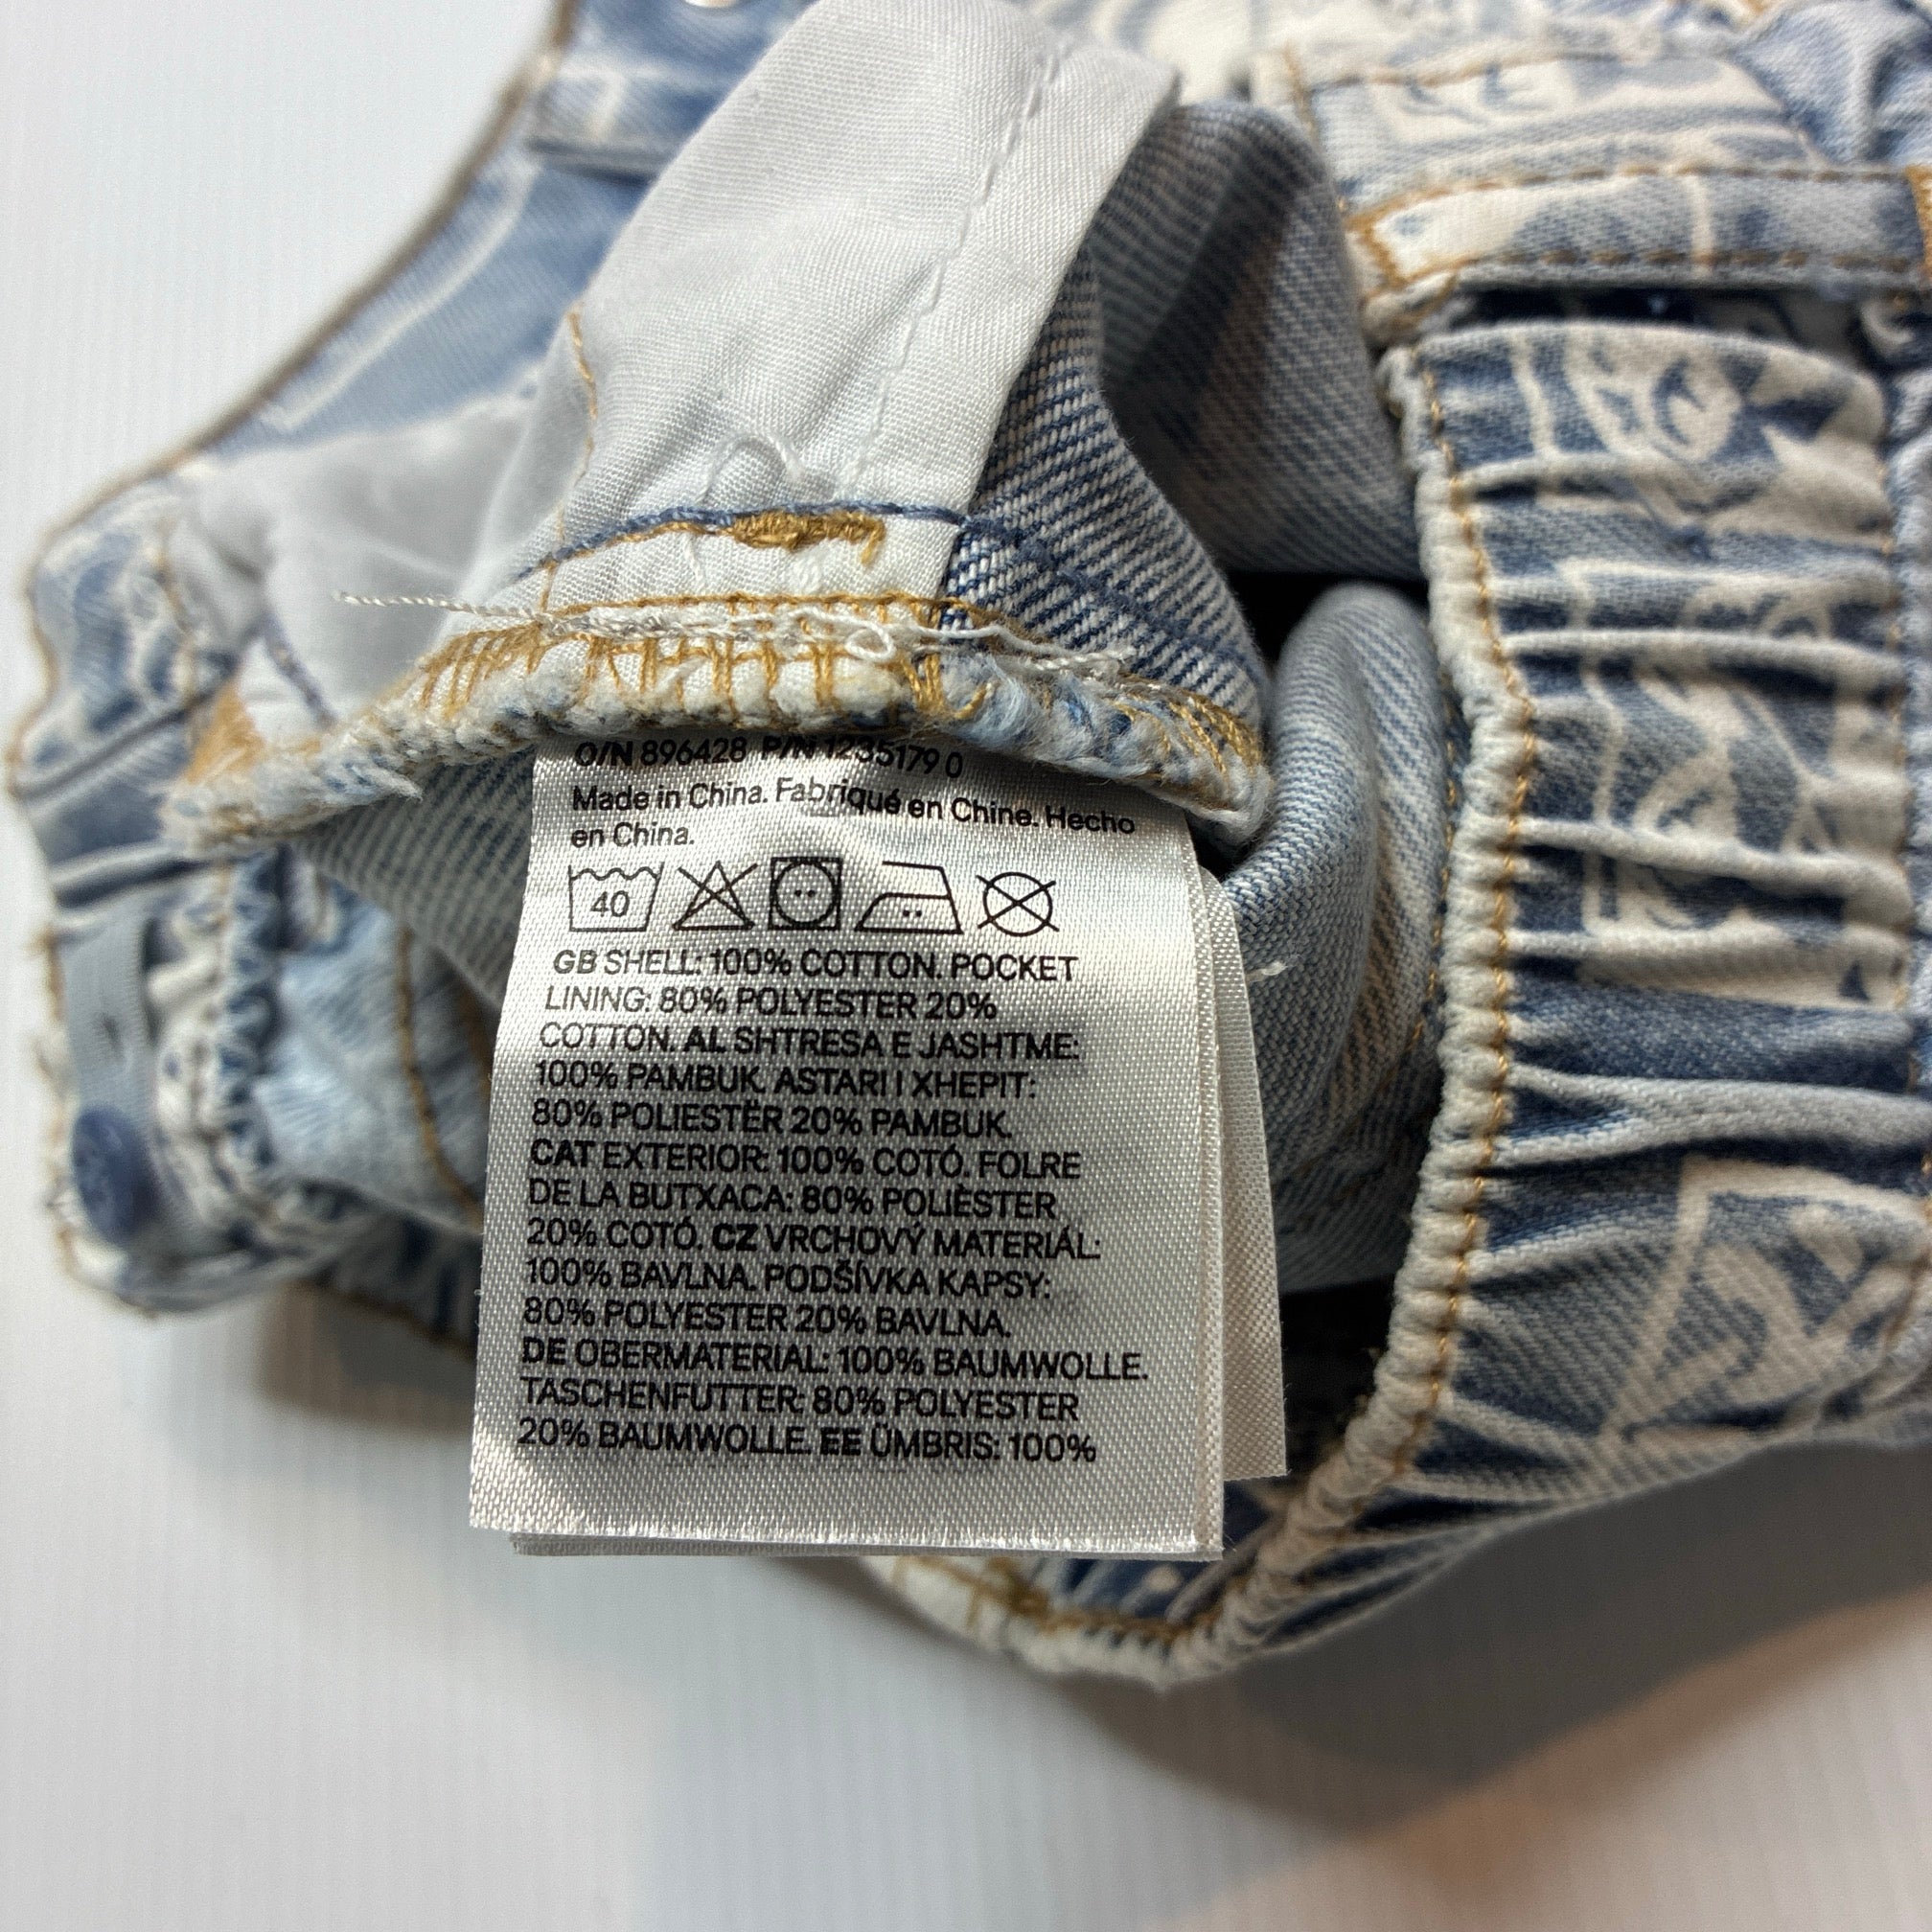 O/N 896428 P/N 1235179 0
Made in China. Fabriqué en Chine. Hecho
en China.
40
GB SHELL: 100% COTTON. POCKET
LINING: 80% POLYESTER 20%
COTTON. AL SHTRESA E JASHTME:
100% PAMBUK. ASTARI I XHEPIT:
80% POLIESTËR 20% PAMBUK.
CAT EXTERIOR: 100% COTÓ. FOLRE
DE LA BUTXACA: 80% POLIÈSTER
20% COTÓ. CZ VRCHOVÝ MATERIÁL:
100% BAVLNA. PODŠÍVKA KAPSY:
80% POLYESTER 20% BAVLNA.
DE OBERMATERIAL: 100% BAUMWOLLE.
TASCHENFUTTER: 80% POLYESTER
20% BAUMWOLLE. EE ÜMBRIS: 100%